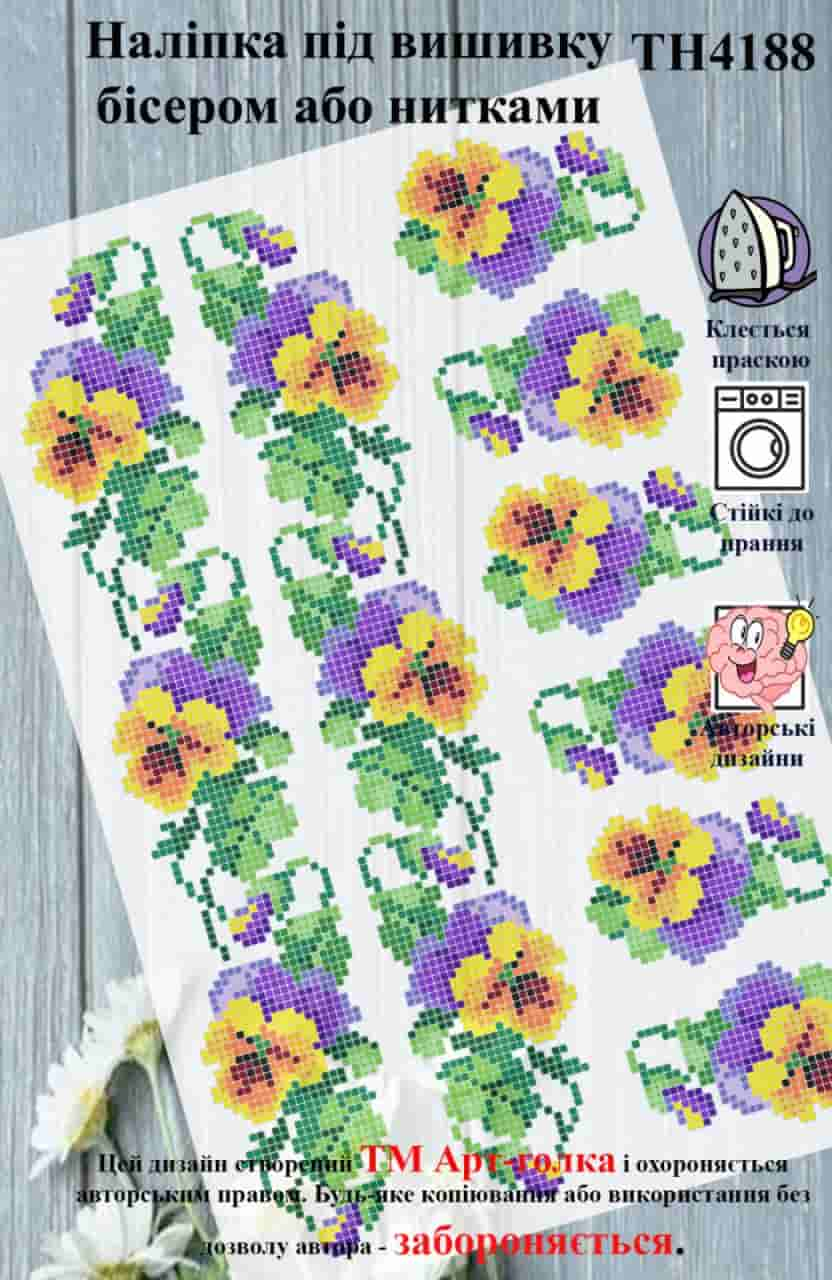 Наліпка під вишивку ТН4188
бісером або нитками
Клеється
праскою
Стійкі до
прання
Авторські
дизайни
Цей дизайн створений ТМ Арт-голка і охороняється
авторським правом. Будь-яке копіювання або використання без
дозволу автора - забороняється.